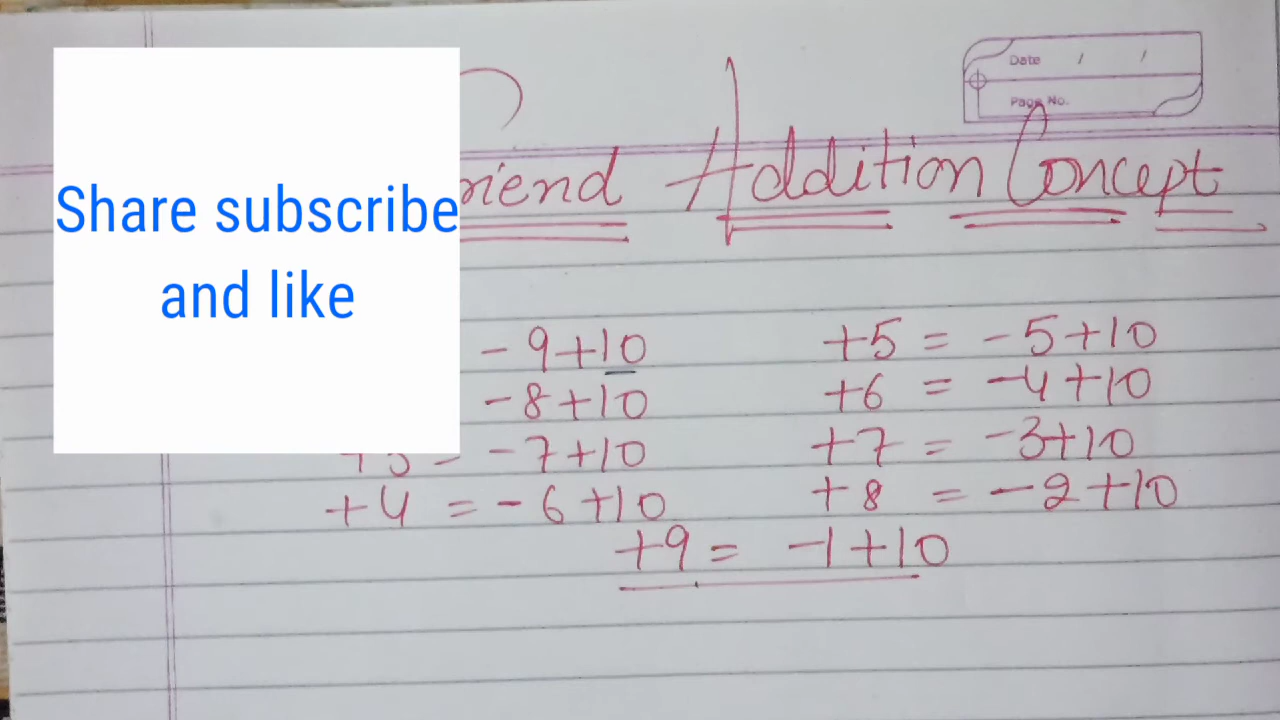 Date / /
Page No.
Share subscribe
and like
riend Addition Concept
-9+10
-8+10
+3 = -7+10
+4 = -6+10
+5 = -5+10
+6 = -4+10
+7 = -3+10
+8 = -2+10
+9 = -1+10